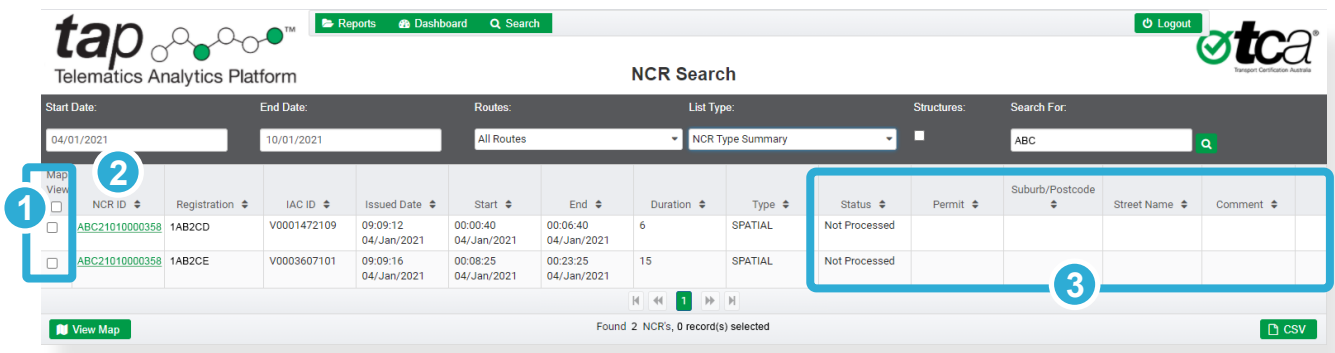 tap TM
Telematics Analytics Platform
Reports Dashboard Search
Logout
tca®
Transport Certification Australia
NCR Search
Start Date: End Date: Routes: List Type: Structures: Search For:
04/01/2021 10/01/2021 All Routes NCR Type Summary ABC
1 2
Map View NCR ID Registration IAC ID Issued Date Start End Duration Type Status Permit Suburb/Postcode Street Name Comment
ABC21010000358 1AB2CD V0001472109 09:09:12 00:00:40 00:06:40 6 SPATIAL Not Processed
04/Jan/2021 04/Jan/2021 04/Jan/2021
ABC21010000358 1AB2CE V0003607101 09:09:16 00:08:25 00:23:25 15 SPATIAL Not Processed
04/Jan/2021 04/Jan/2021 04/Jan/2021
3
1
View Map Found 2 NCR's, 0 record(s) selected CSV